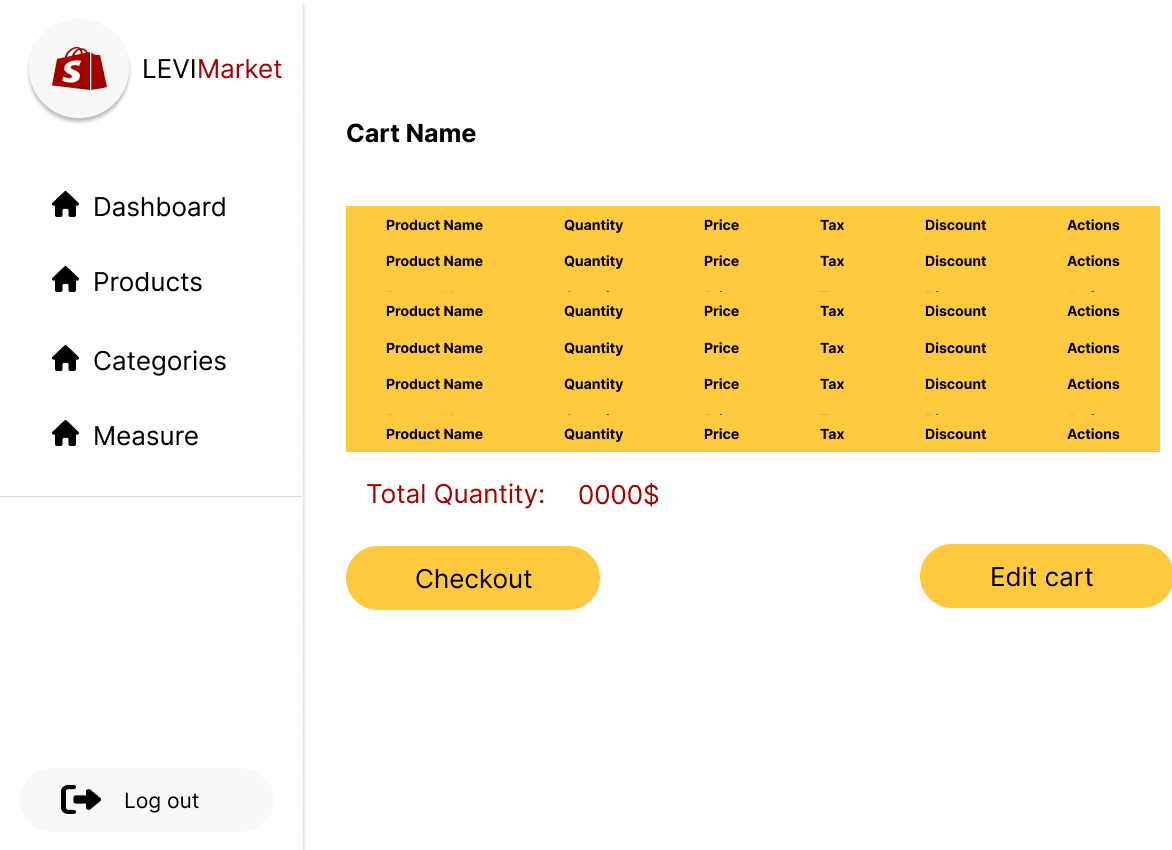 LEVIMarket
Dashboard
Products
Categories
Measure
Log out
Cart Name
Product Name Quantity Price Tax Discount Actions
Product Name Quantity Price Tax Discount Actions
Product Name Quantity Price Tax Discount Actions
Product Name Quantity Price Tax Discount Actions
Product Name Quantity Price Tax Discount Actions
Product Name Quantity Price Tax Discount Actions
Total Quantity: 0000$
Checkout
Edit cart